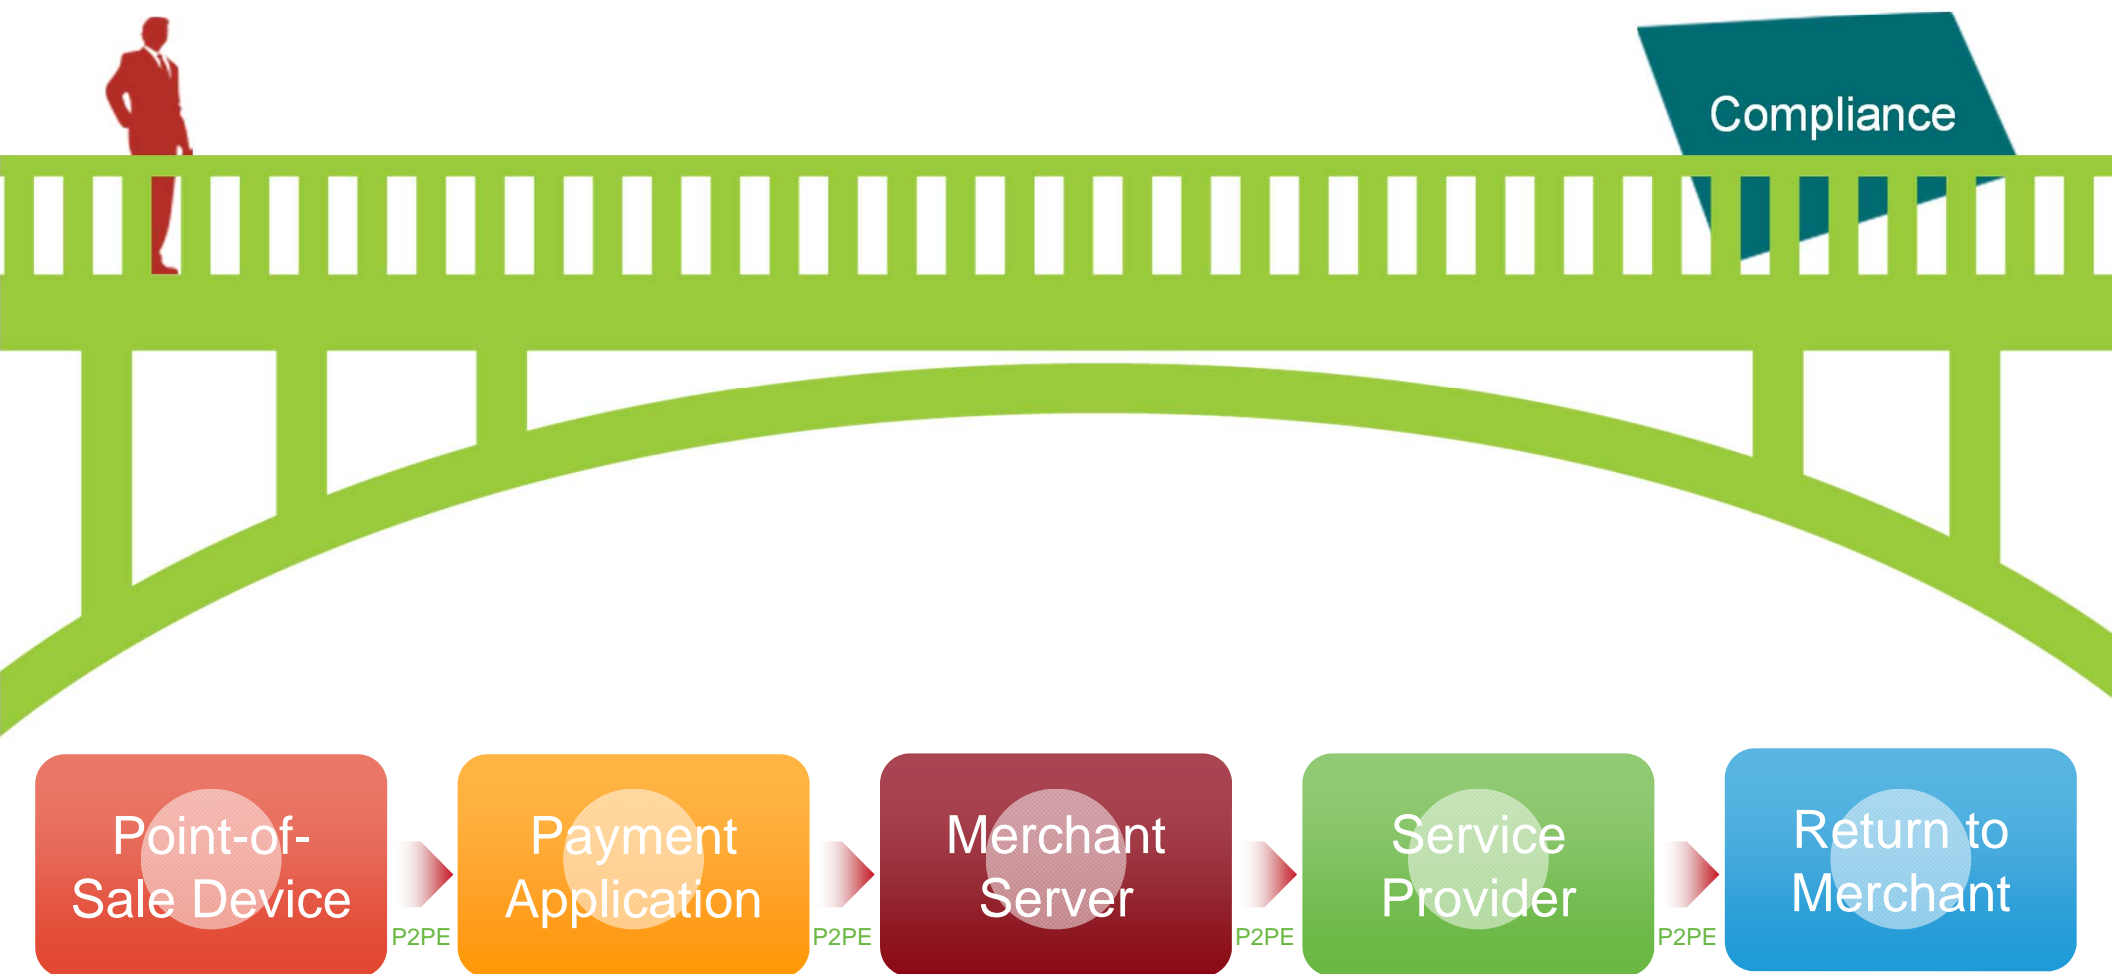 Compliance
Point-of-
Sale Device
P2PE
Payment
Application
P2PE
Merchant
Server
P2PE
Service
Provider
P2PE
Return to
Merchant